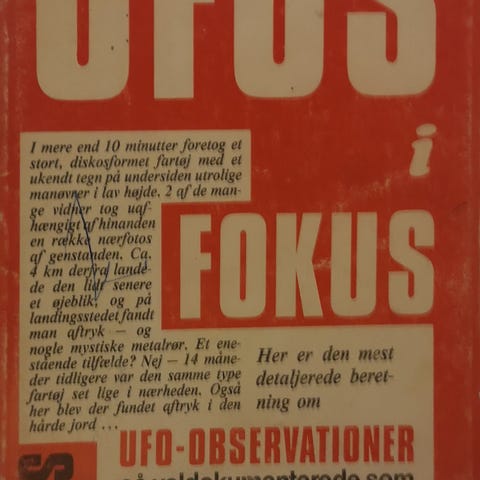 UFOS
i
FOKUS
I mere end 10 minutter foretog et
stort, diskosformet fartøj med et
ukendt tegn på undersiden utrolige
manøvrer i lav højde. 2 af de man-
ge vidner tog uaf-
hængigt af hinanden
en række nærfotos
af genstanden. Ca.
4 km derfra lande-
de den lidt senere
et øjeblik, og på
landingsstedet fandt
man aftryk – og
nogle mystiske metalrør. Et ene-
stående tilfælde? Nej – 14 måne-
der tidligere var den samme type
fartøj set lige i nærheden. Også
her blev der fundet aftryk i den
hårde jord ...
Her er den mest
detaljerede beret-
ning om
UFO-OBSERVATIONER
så veldokumenterede som